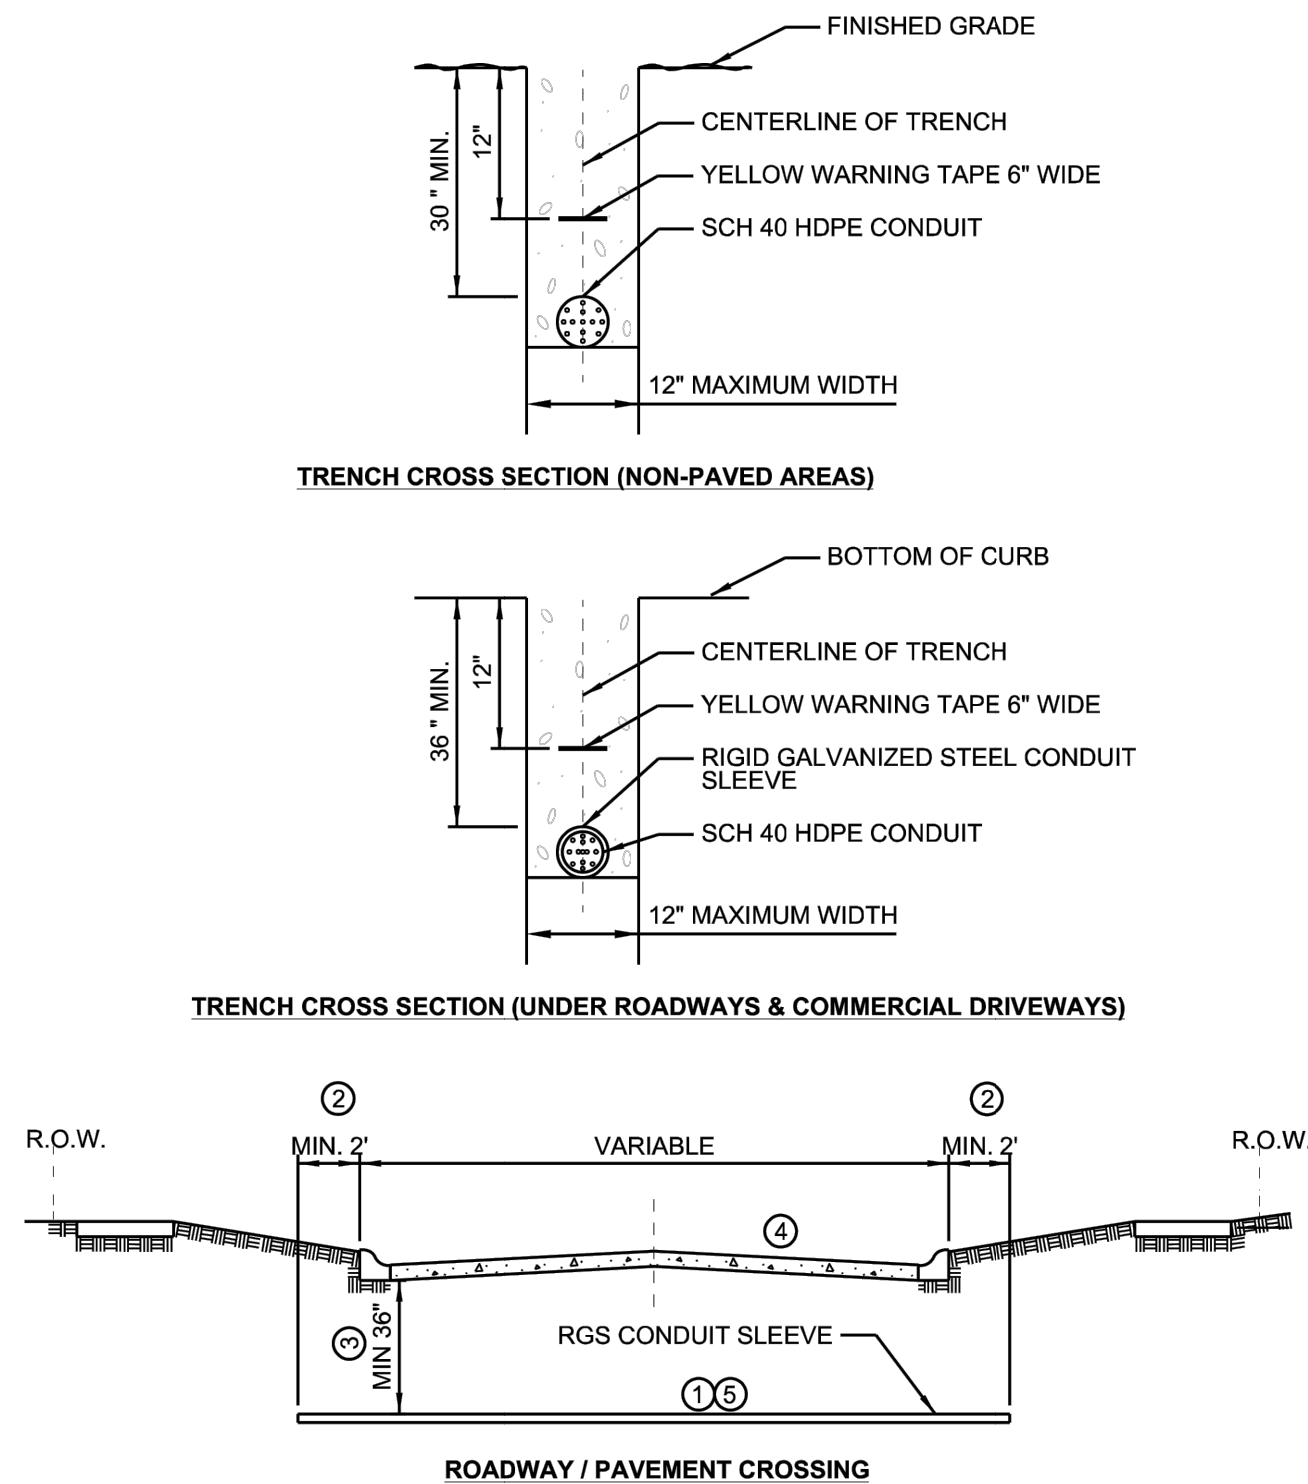 FINISHED GRADE
CENTERLINE OF TRENCH
30 " MIN.
12"
YELLOW WARNING TAPE 6" WIDE
SCH 40 HDPE CONDUIT
12" MAXIMUM WIDTH
TRENCH CROSS SECTION (NON-PAVED AREAS)
BOTTOM OF CURB
CENTERLINE OF TRENCH
36 " MIN.
12"
YELLOW WARNING TAPE 6" WIDE
RIGID GALVANIZED STEEL CONDUIT
SLEEVE
SCH 40 HDPE CONDUIT
12" MAXIMUM WIDTH
TRENCH CROSS SECTION (UNDER ROADWAYS & COMMERCIAL DRIVEWAYS)
2
2
R.O.W.
MIN. 2'
VARIABLE
MIN. 2'
R.O.W.
4
3
MIN 36"
RGS CONDUIT SLEEVE
1 5
ROADWAY / PAVEMENT CROSSING